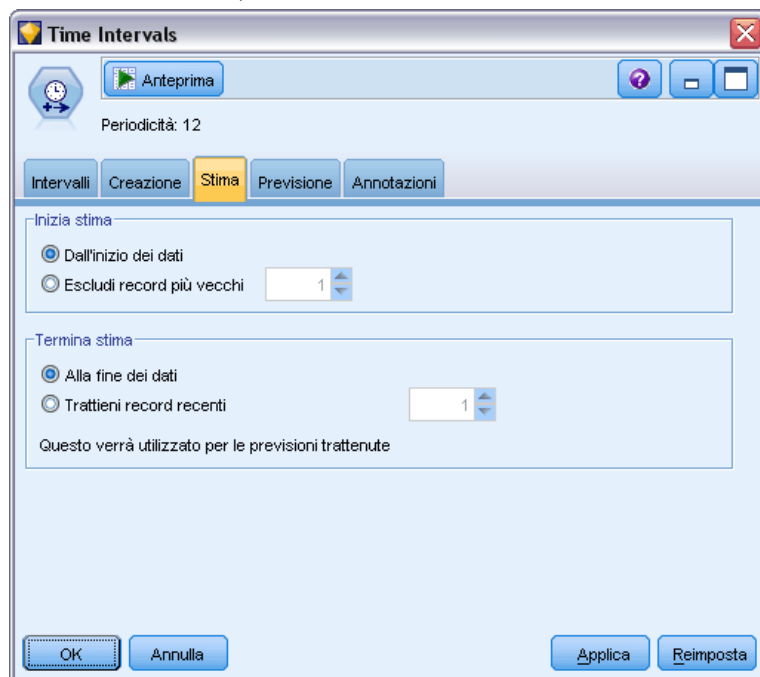 Time Intervals
Anteprima
Periodicità: 12
Intervalli Creazione Stima Previsione Annotazioni
Inizia stima
Dall'inizio dei dati
Escludi record più vecchi 1
Termina stima
Alla fine dei dati
Trattieni record recenti 1
Questo verrà utilizzato per le previsioni trattenute
OK Annulla Applica Reimposta